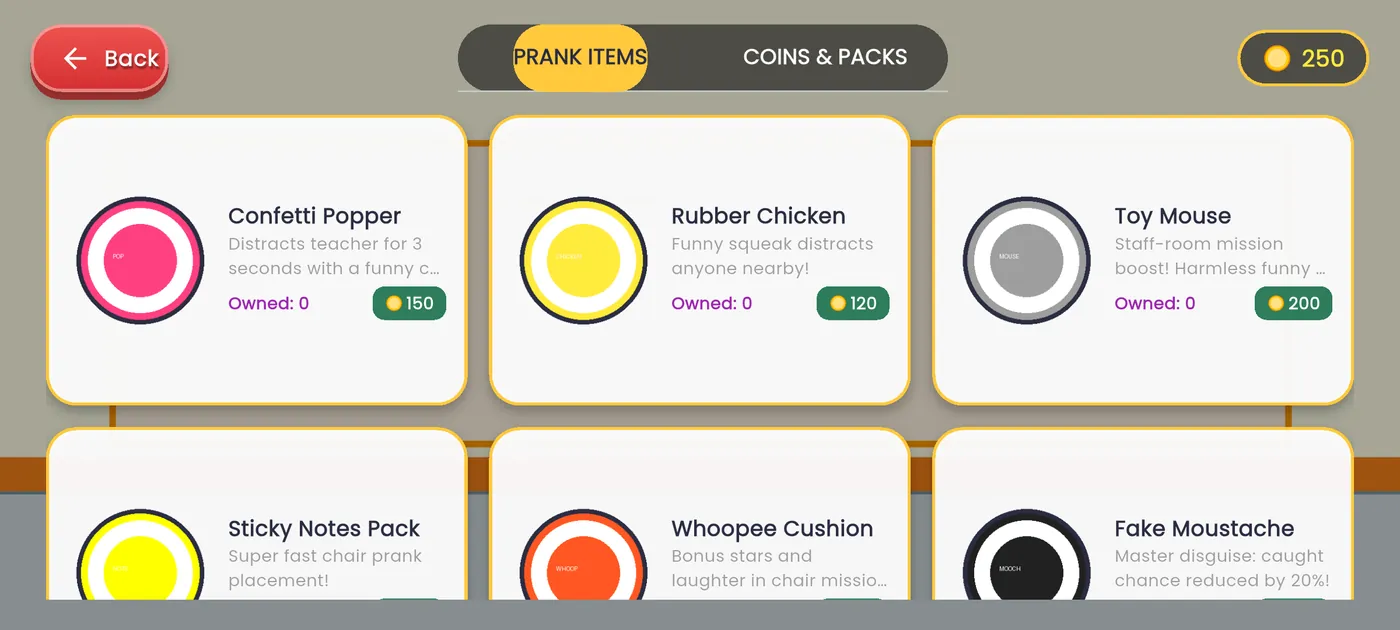 Back
PRANK ITEMS
COINS & PACKS
250
Confetti Popper
Distracts teacher for 3
seconds with a funny c...
POP
Owned: 0
150
Rubber Chicken
Funny squeak distracts
anyone nearby!
Owned: 0
120
Toy Mouse
Staff-room mission
boost! Harmless funny ...
MOUSE
Owned: 0
200
Sticky Notes Pack
Super fast chair prank
placement!
Whoopee Cushion
Bonus stars and
laughter in chair missio...
WHOOP
Fake Moustache
Master disguise: caught
chance reduced by 20%!
MOOCH